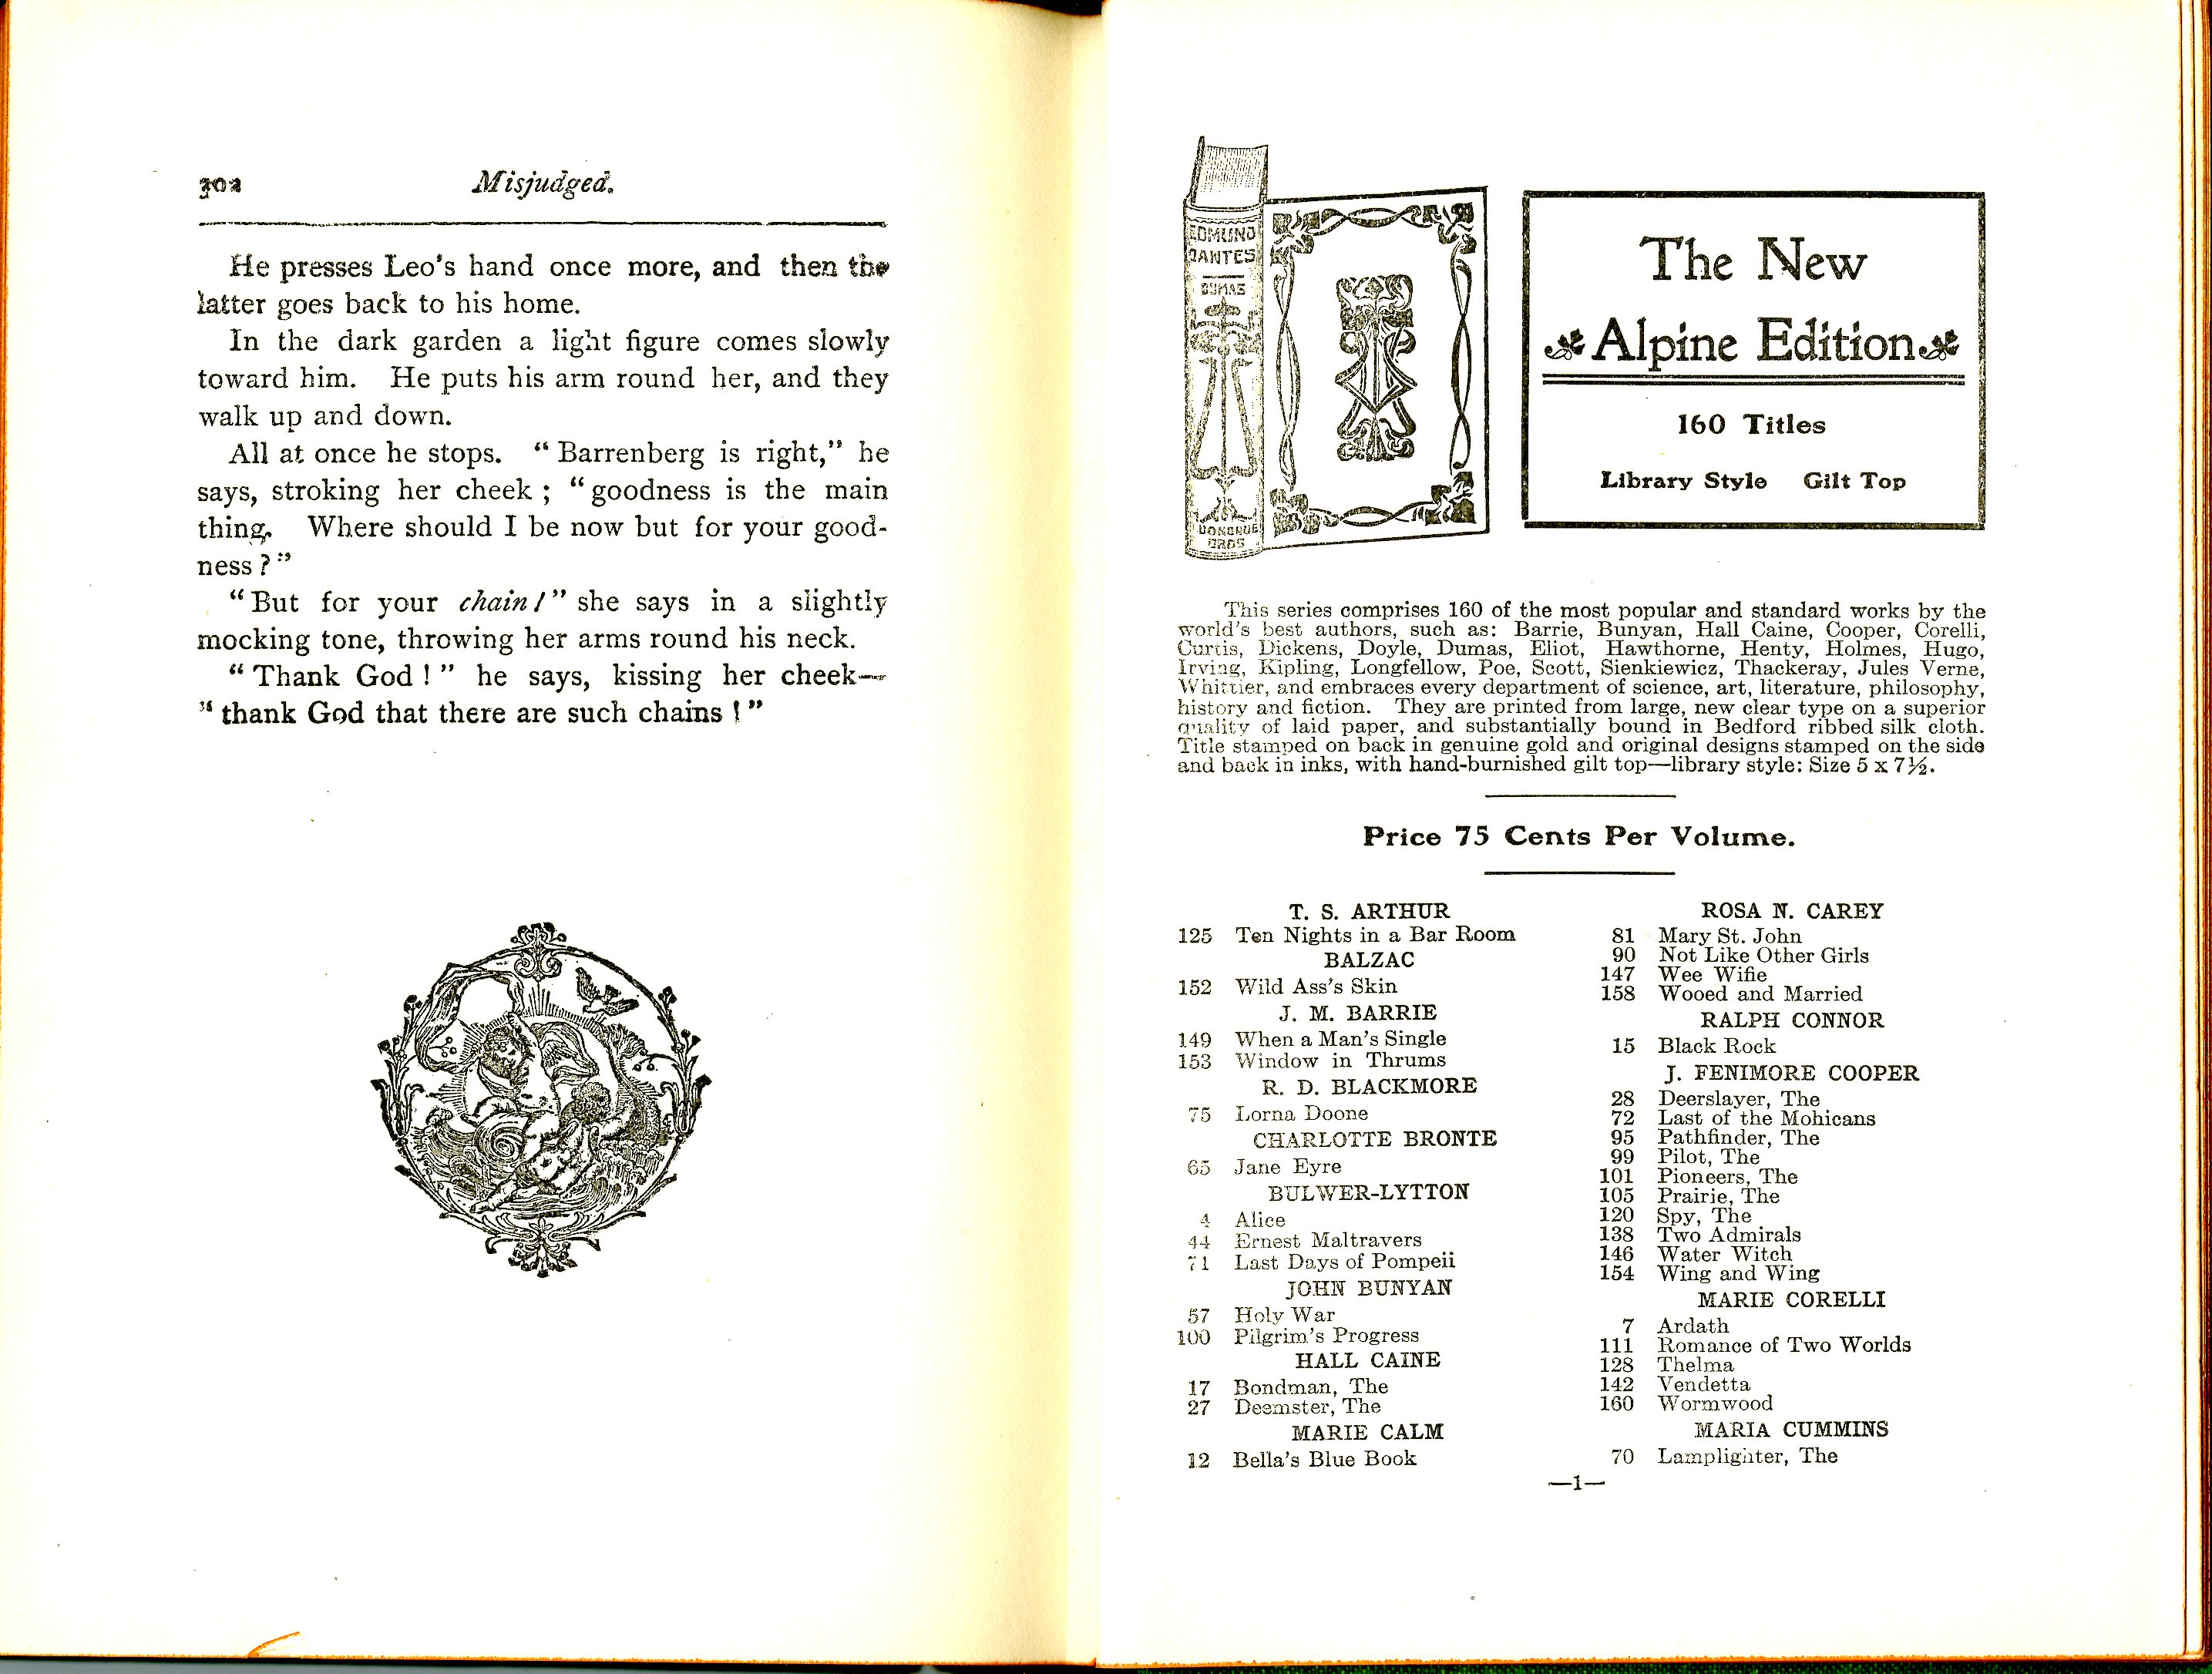 302 Misjudged.
He presses Leo's hand once more, and then the
latter goes back to his home.
In the dark garden a light figure comes slowly
toward him. He puts his arm round her, and they
walk up and down.
All at once he stops. "Barrenberg is right," he
says, stroking her cheek; "goodness is the main
thing. Where should I be now but for your good-
ness?"
"But for your chain!" she says in a slightly
mocking tone, throwing her arms round his neck.
"Thank God!" he says, kissing her cheek—
"thank God that there are such chains!"
EDMUND
DANTES
DUMAS
DONOHUE
BROS
The New
Alpine Edition
160 Titles
Library Style Gilt Top
This series comprises 160 of the most popular and standard works by the
world's best authors, such as: Barrie, Bunyan, Hall Caine, Cooper, Corelli,
Curtis, Dickens, Doyle, Dumas, Eliot, Hawthorne, Henty, Holmes, Hugo,
Irving, Kipling, Longfellow, Poe, Scott, Sienkiewicz, Thackeray, Jules Verne,
Whittier, and embraces every department of science, art, literature, philosophy,
history and fiction. They are printed from large, new clear type on a superior
quality of laid paper, and substantially bound in Bedford ribbed silk cloth.
Title stamped on back in genuine gold and original designs stamped on the side
and back in inks, with hand-burnished gilt top—library style: Size 5 x 7½.
Price 75 Cents Per Volume.
T. S. ARTHUR
125 Ten Nights in a Bar Room
BALZAC
152 Wild Ass's Skin
J. M. BARRIE
149 When a Man's Single
153 Window in Thrums
R. D. BLACKMORE
75 Lorna Doone
CHARLOTTE BRONTE
65 Jane Eyre
BULWER-LYTTON
4 Alice
44 Ernest Maltravers
71 Last Days of Pompeii
JOHN BUNYAN
57 Holy War
100 Pilgrim's Progress
HALL CAINE
17 Bondman, The
27 Deemster, The
MARIE CALM
12 Bella's Blue Book
ROSA N. CAREY
81 Mary St. John
90 Not Like Other Girls
147 Wee Wifie
158 Wooed and Married
RALPH CONNOR
15 Black Rock
J. FENIMORE COOPER
28 Deerslayer, The
72 Last of the Mohicans
95 Pathfinder, The
99 Pilot, The
101 Pioneers, The
105 Prairie, The
120 Spy, The
138 Two Admirals
146 Water Witch
154 Wing and Wing
MARIE CORELLI
7 Ardath
111 Romance of Two Worlds
128 Thelma
142 Vendetta
160 Wormwood
MARIA CUMMINS
70 Lamplighter, The
—1—